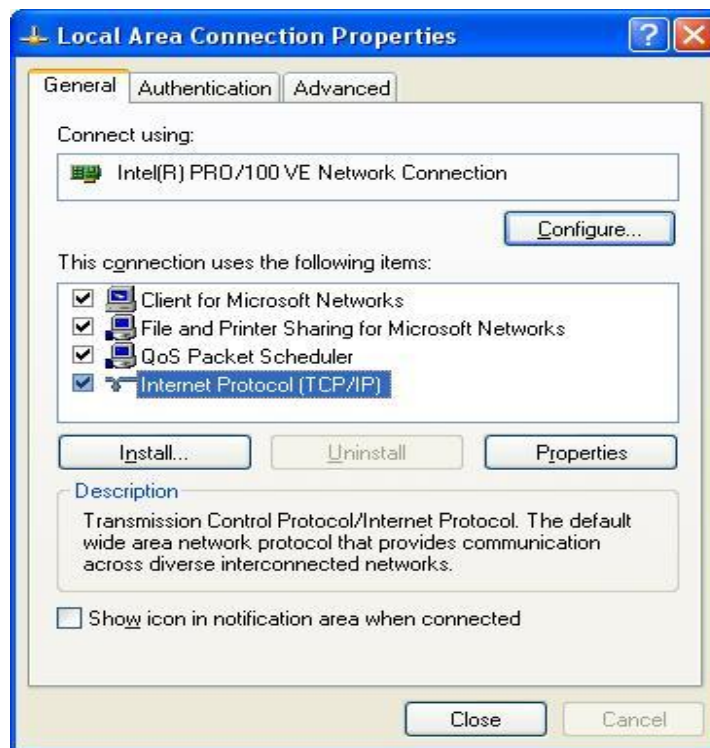 Local Area Connection Properties
General Authentication Advanced
Connect using:
Intel(R) PRO/100 VE Network Connection
Configure...
This connection uses the following items:
Client for Microsoft Networks
File and Printer Sharing for Microsoft Networks
QoS Packet Scheduler
Internet Protocol (TCP/IP)
Install... Uninstall Properties
Description
Transmission Control Protocol/Internet Protocol. The default
wide area network protocol that provides communication
across diverse interconnected networks.
Show icon in notification area when connected
Close Cancel